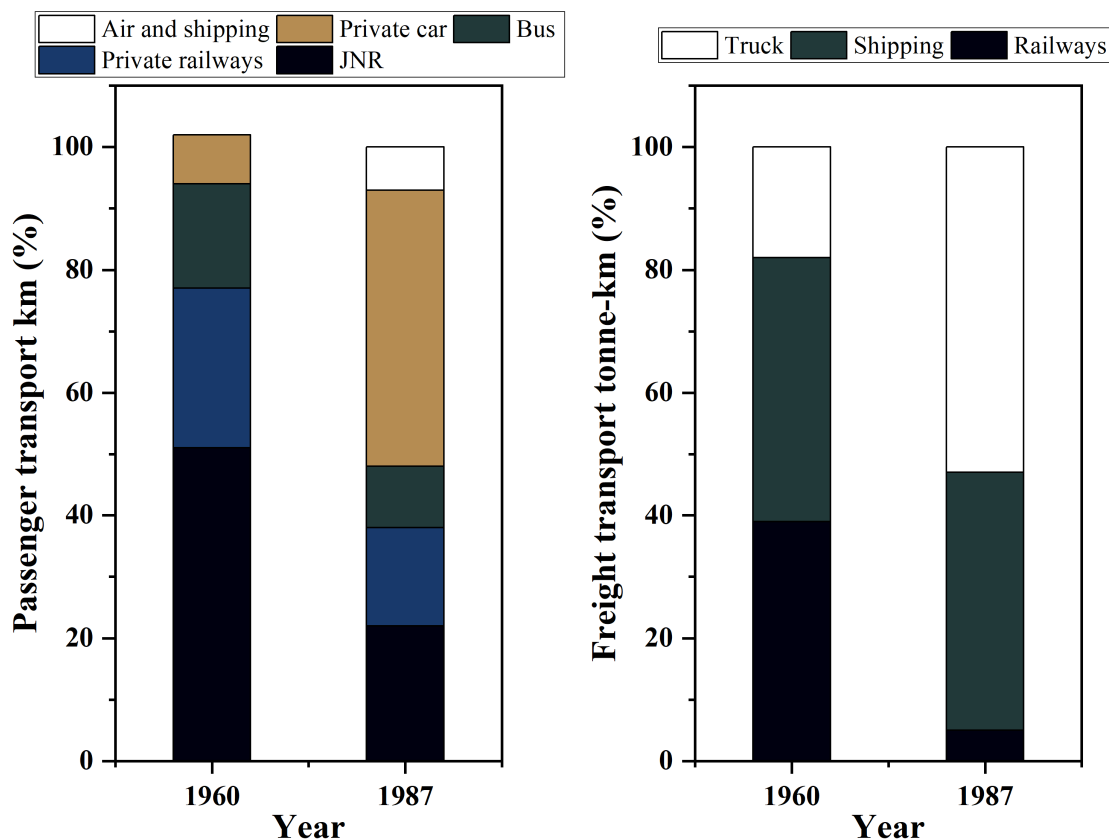 Air and shipping Private car Bus
Private railways JNR
Passenger transport km (%)
100
80
60
40
20
0
1960 1987
Year
Truck Shipping Railways
Freight transport tonne-km (%)
100
80
60
40
20
0
1960 1987
Year